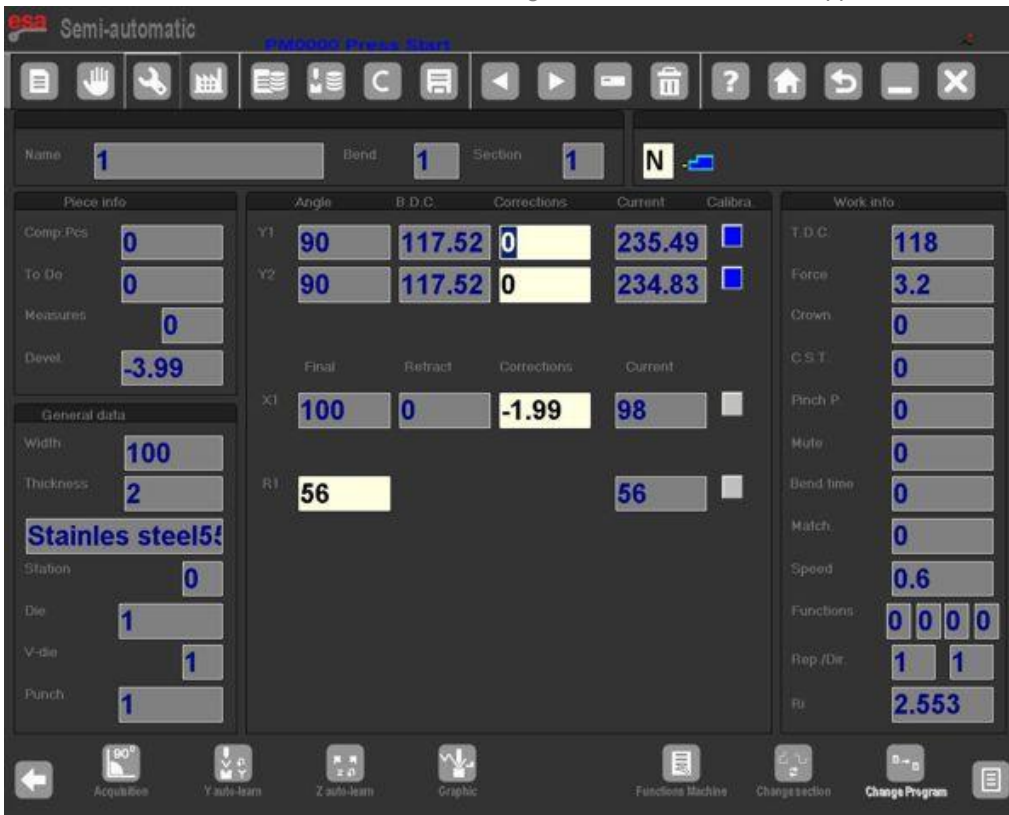 esa Semi-automatic
PM0000 Press Start
C ?
Name 1 Bend 1 Section 1 N
Piece info
Comp.Pcs 0
To Do 0
Measures 0
Devel. -3.99
General data
Width 100
Thickness 2
Stainles steel
Station 0
Die 1
V-die 1
Punch 1
Angle B.D.C. Corrections Current Calibra.
Y1 90 117.52 0 235.49
Y2 90 117.52 0 234.83
Final Retract Corrections Current
X1 100 0 -1.99 98
R1 56 56
Work info
T.D.C. 118
Force 3.2
Crown 0
C.S.T 0
Pinch P 0
Mute 0
Bend time 0
Match 0
Speed 0.6
Functions 0 0 0 0
Rep./Dir. 1 1
Ri 2.553
90°
Acquisition Y auto-learn Z auto-learn Graphic Functions Machine Change section Change Program